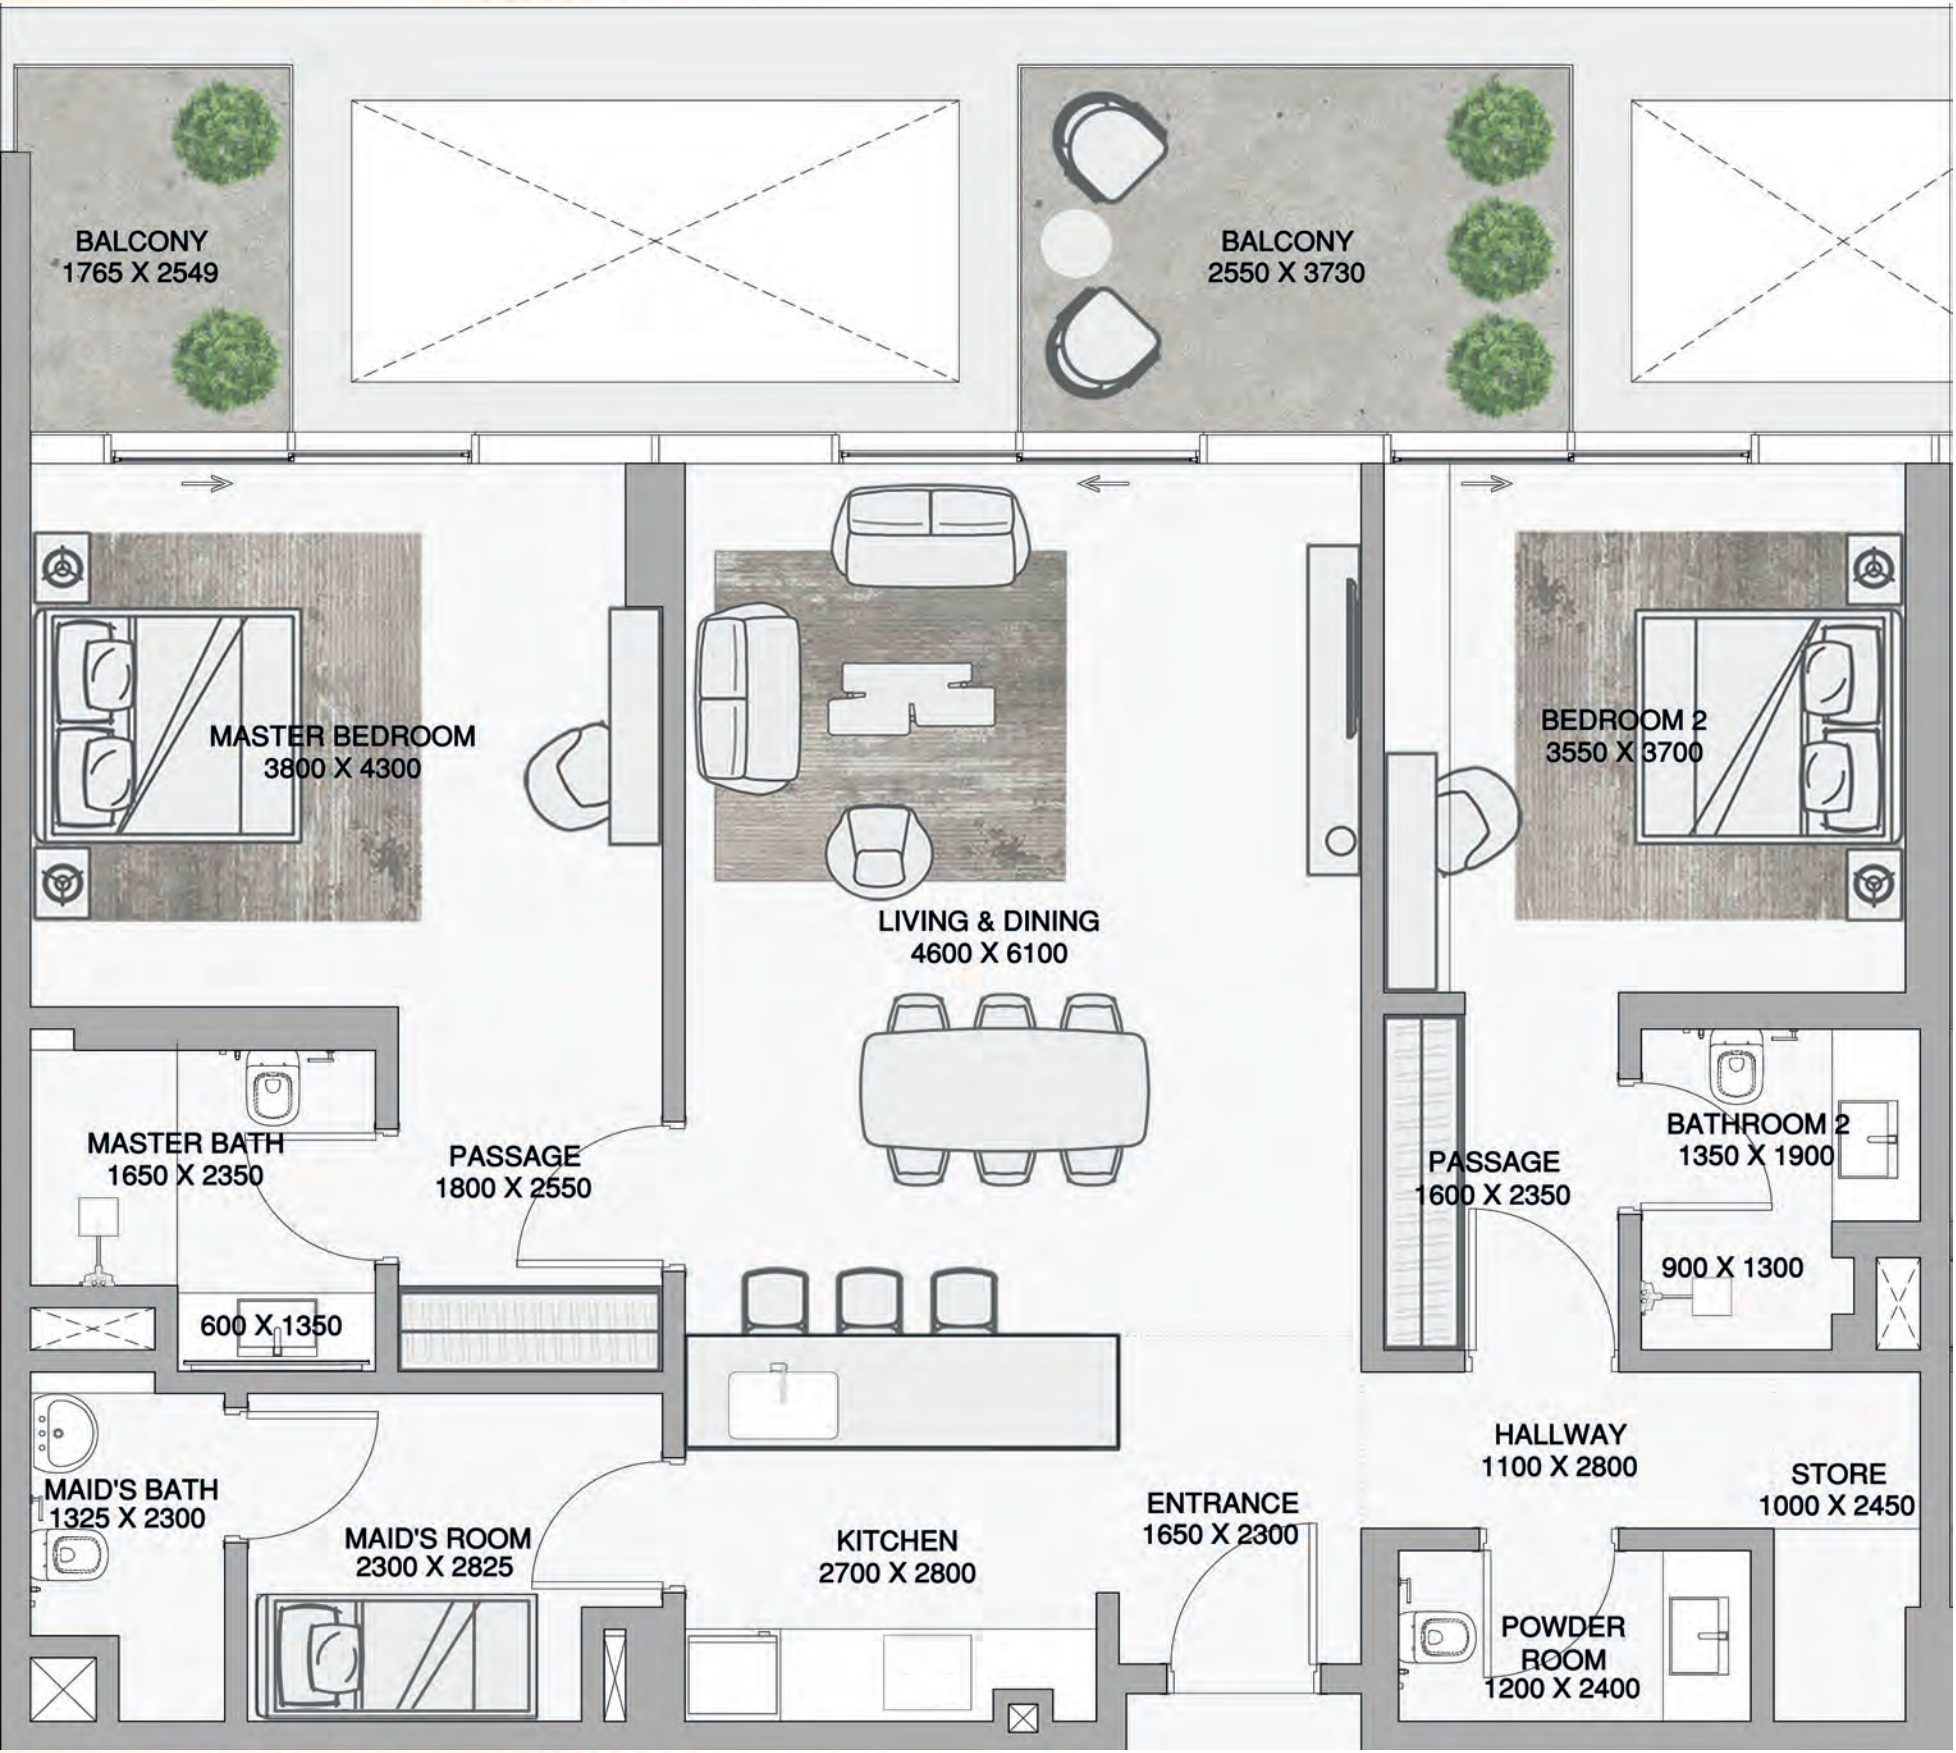 BALCONY
1765 X 2549
BALCONY
2550 X 3730
MASTER BEDROOM
3800 X 4300
BEDROOM 2
3550 X 3700
LIVING & DINING
4600 X 6100
MASTER BATH
1650 X 2350
PASSAGE
1800 X 2550
PASSAGE
1600 X 2350
BATHROOM 2
1350 X 1900
900 X 1300
600 X 1350
HALLWAY
1100 X 2800
STORE
1000 X 2450
MAID'S BATH
1325 X 2300
MAID'S ROOM
2300 X 2825
KITCHEN
2700 X 2800
ENTRANCE
1650 X 2300
POWDER
ROOM
1200 X 2400